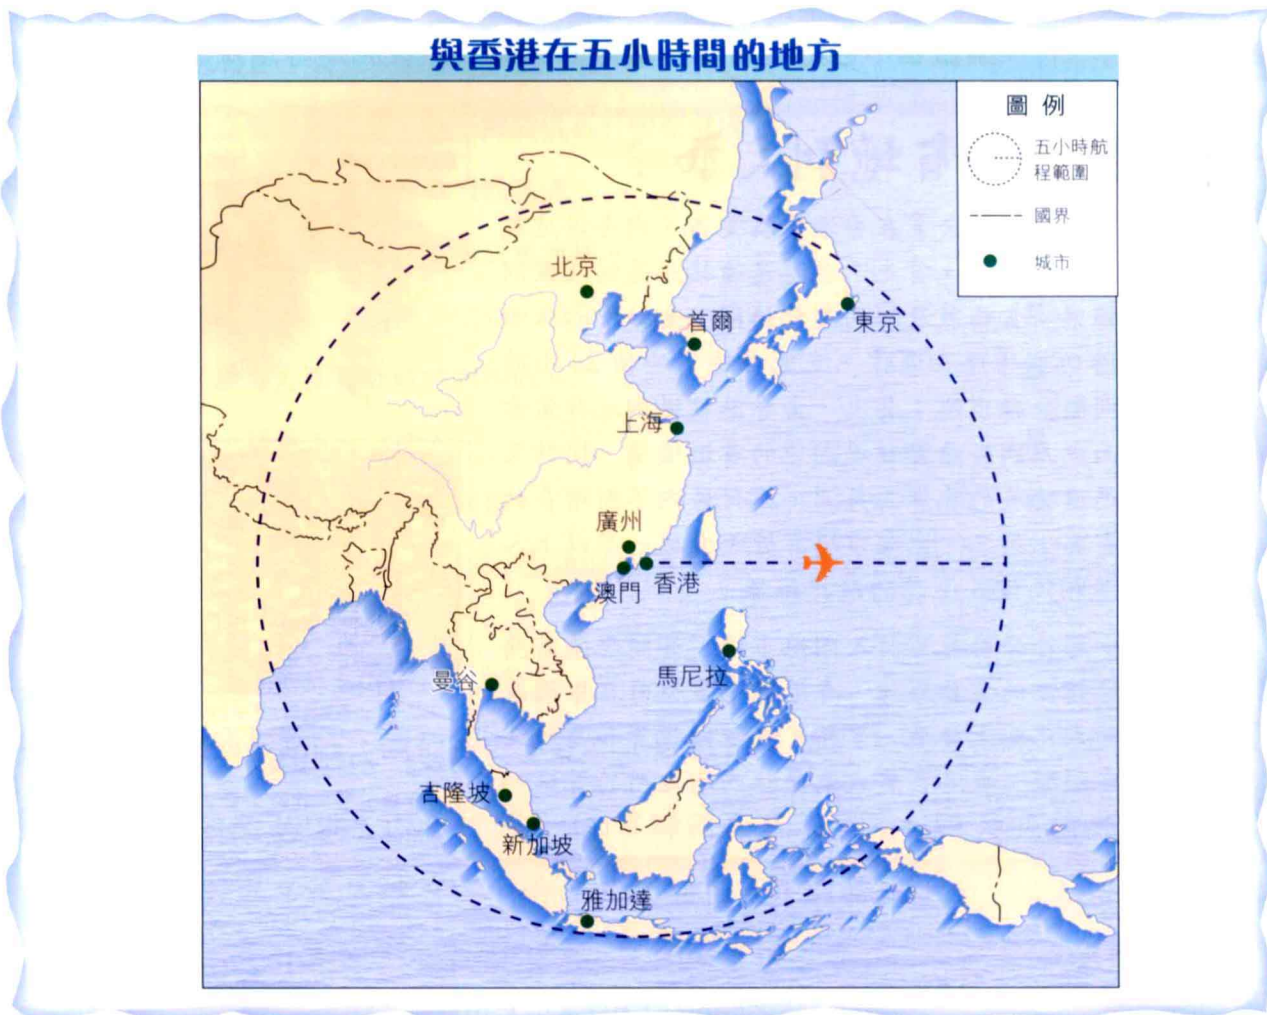 與香港在五小時間的地方
圖例
五小時航
程範圍
國界
城市
北京
首爾
東京
上海
廣州
香港
澳門
馬尼拉
曼谷
吉隆坡
新加坡
雅加達